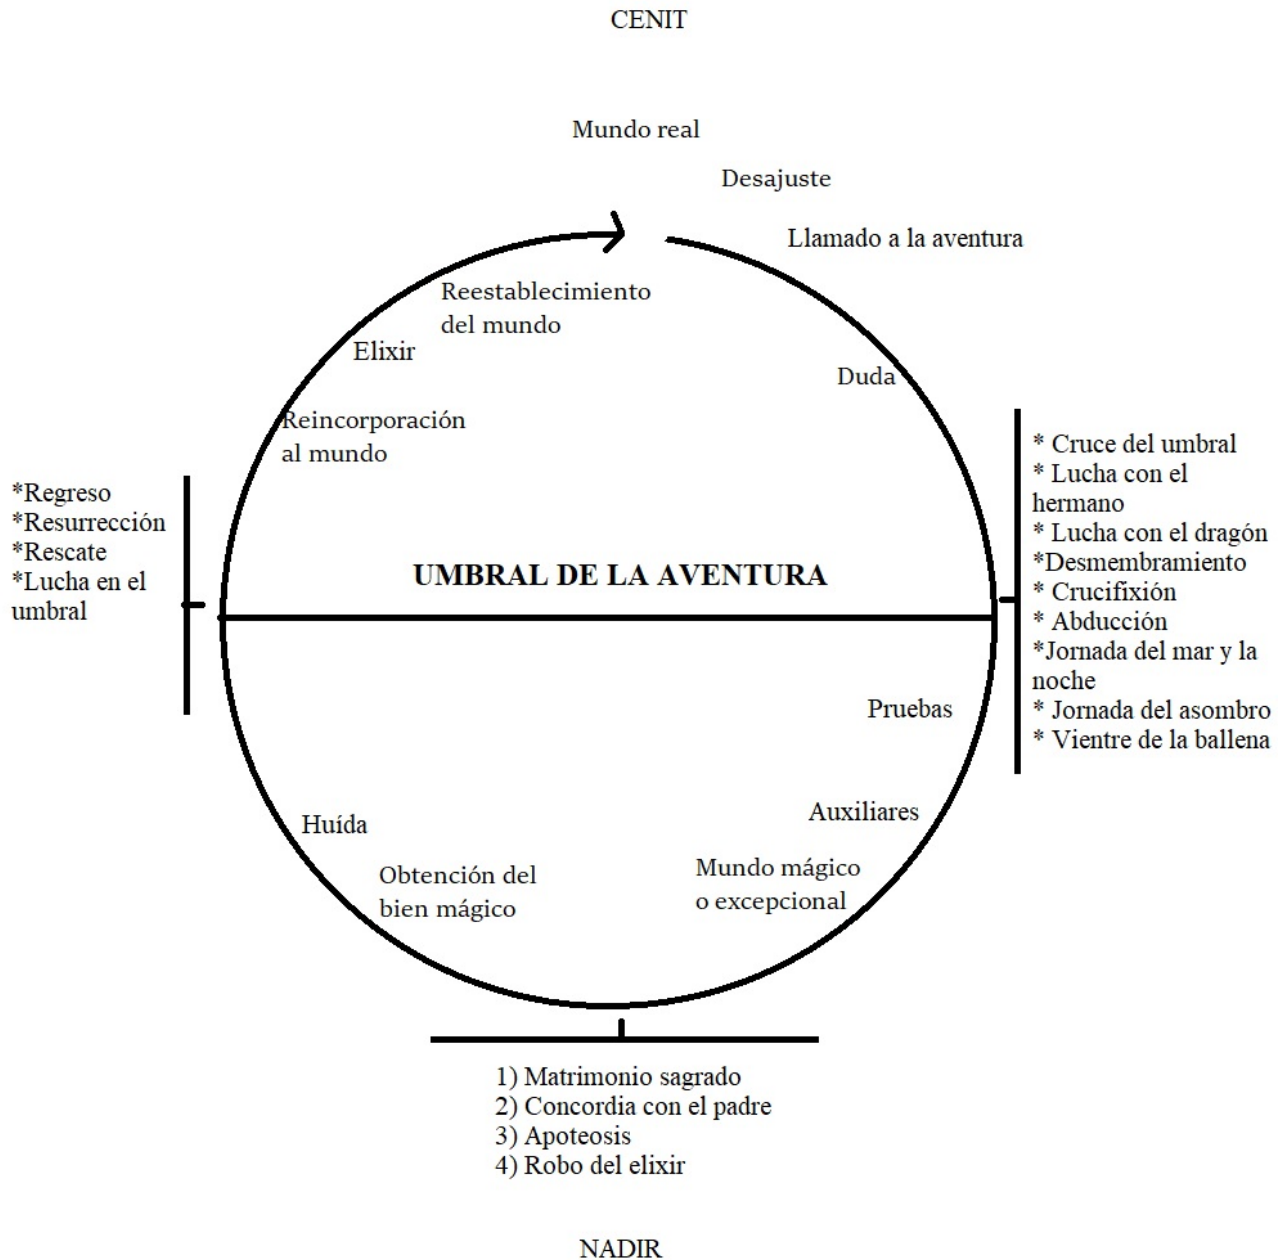 CENIT
Mundo real
Desajuste
Llamado a la aventura
Reestablecimiento
del mundo
Elixir
Duda
Reincorporación
al mundo
* Cruce del umbral
* Lucha con el
hermano
* Lucha con el dragón
*Desmembramiento
* Crucifixión
* Abducción
*Jornada del mar y la
noche
* Jornada del asombro
* Vientre de la ballena
*Regreso
*Resurrección
*Rescate
*Lucha en el
umbral
UMBRAL DE LA AVENTURA
Pruebas
Auxiliares
Huída
Mundo mágico
o excepcional
Obtención del
bien mágico
1) Matrimonio sagrado
2) Concordia con el padre
3) Apoteosis
4) Robo del elixir
NADIR